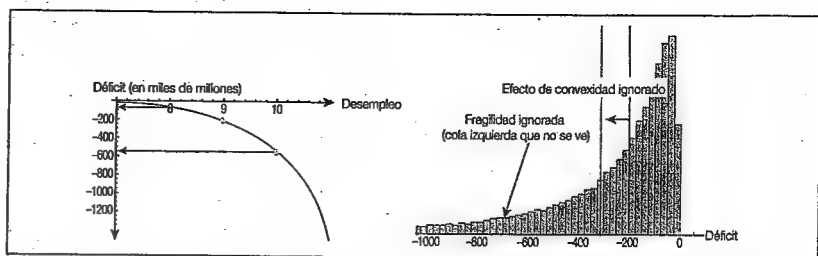 Déficit (en miles de millones)
Desempleo
8
9
10
-200
-400
-600
-800
-1000
-1200
Efecto de convexidad ignorado
Fragilidad ignorada
(cola izquierda que no se ve)
Déficit
-1000
-800
-600
-400
-200
0